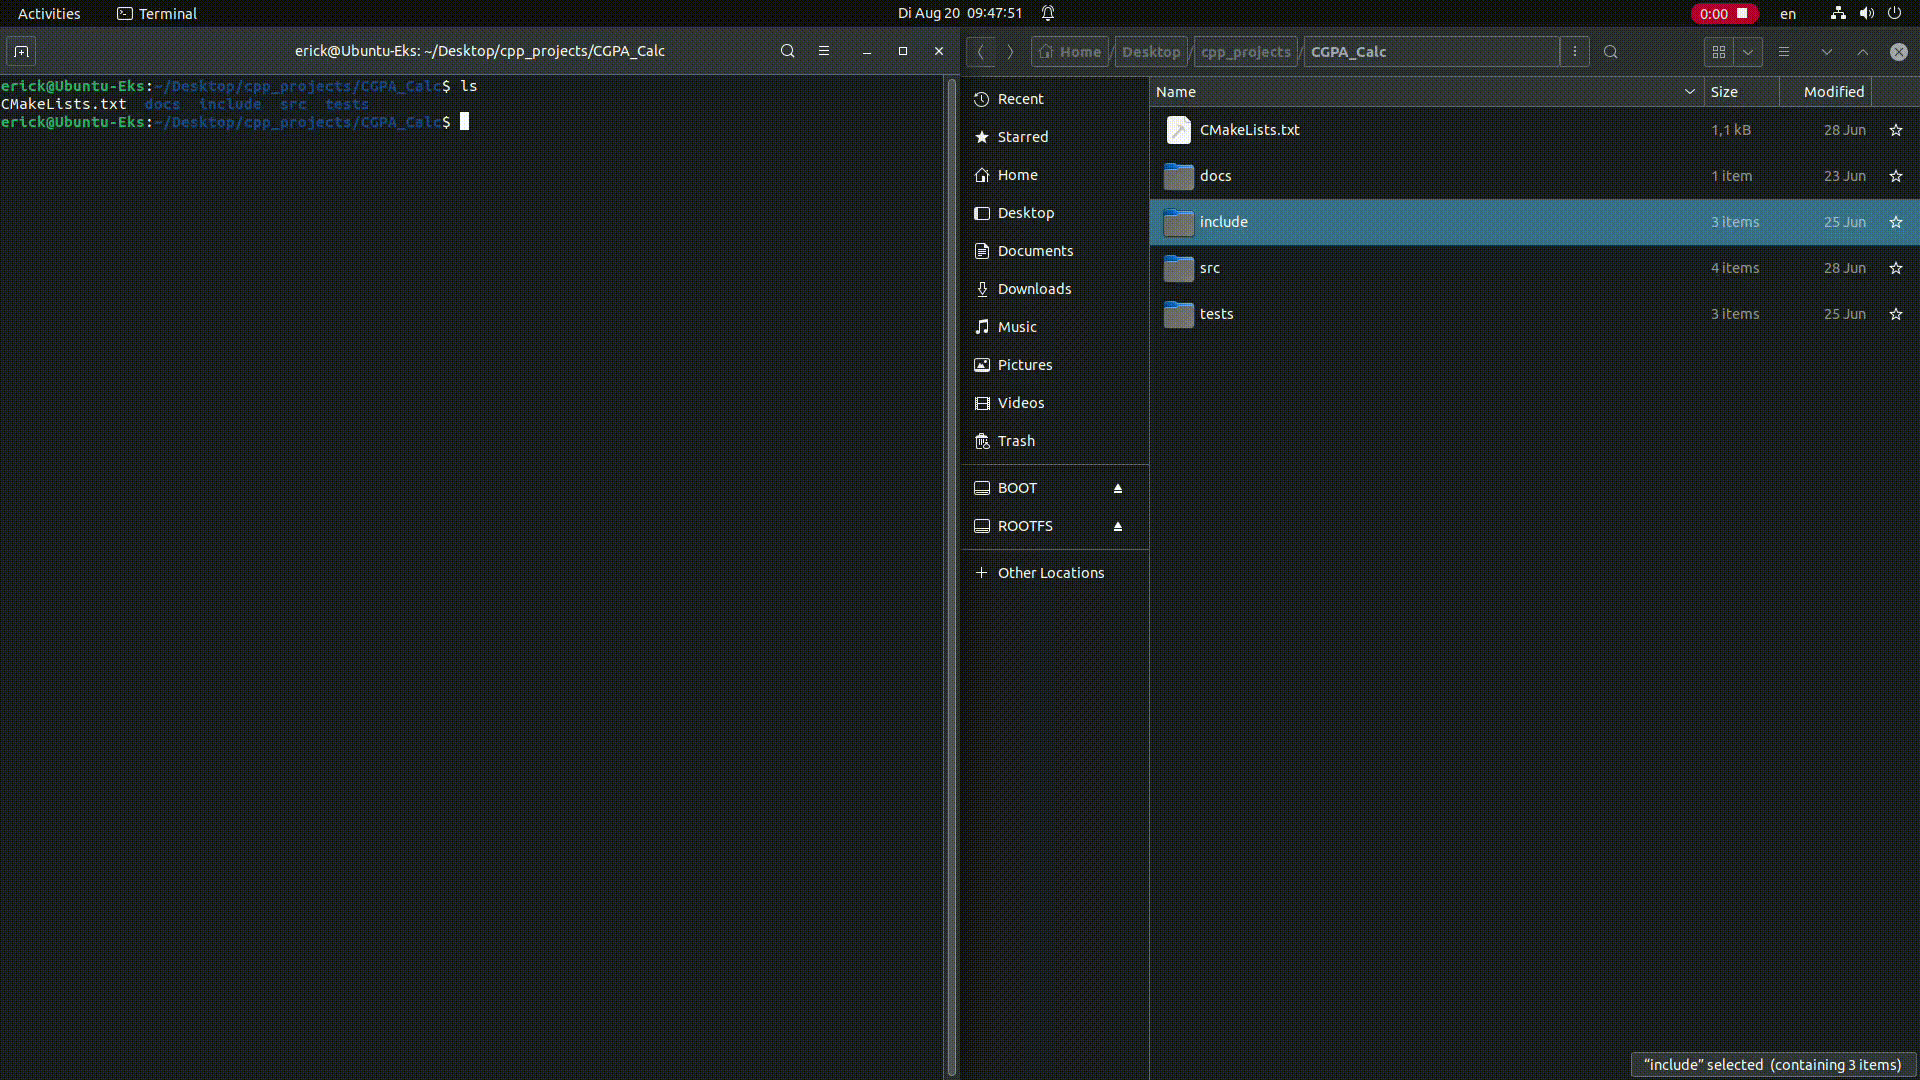 Activities
Terminal
Di Aug 20 09:47:51
0:00
en
erick@Ubuntu-Eks: ~/Desktop/cpp_projects/CGPA_Calc
erick@Ubuntu-Eks:~/Desktop/cpp_projects/CGPA_Calc$ ls
CMakeLists.txt docs include src tests
erick@Ubuntu-Eks:~/Desktop/cpp_projects/CGPA_Calc$
Home / Desktop / cpp_projects / CGPA_Calc
Recent
Starred
Home
Desktop
Documents
Downloads
Music
Pictures
Videos
Trash
BOOT
ROOTFS
Other Locations
Name Size Modified
CMakeLists.txt 1,1 kB 28 Jun
docs 1 item 23 Jun
include 3 items 25 Jun
src 4 items 28 Jun
tests 3 items 25 Jun
“include” selected (containing 3 items)